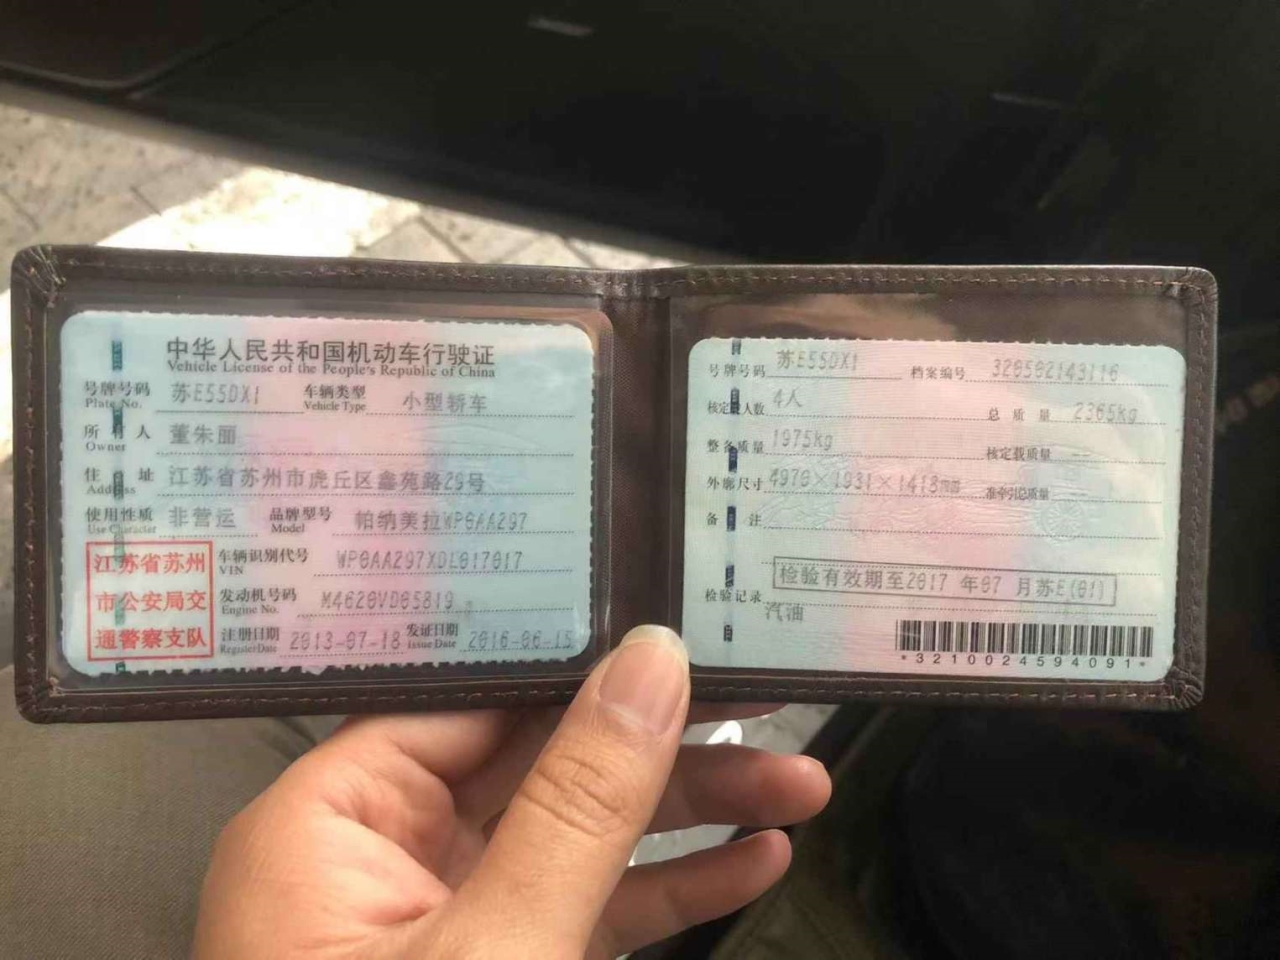 中华人民共和国机动车行驶证
Vehicle License of the People's Republic of China
号牌号码 苏E55DX1 车辆类型 小型轿车
Plate No. Vehicle Type
所有人 董朱丽
Owner
住址 江苏省苏州市虎丘区鑫苑路29号
Address
使用性质 非营运 品牌型号 帕纳美拉WP0AA297
Use Character Model
江苏省苏州
市公安局交
通警察支队
车辆识别代号 WP0AA297XDL017017
VIN
发动机号码 M4620VD05819
Engine No.
注册日期 2013-07-18 发证日期 2016-06-15
Register Date Issue Date
号牌号码 苏E55DX1 档案编号 320502143116
核定载人数 4人 总质量 2365kg
整备质量 1975kg 核定载质量 --
外廓尺寸 4970×1931×1418 准牵引总质量 --
备注
检验有效期至2017 年07 月苏E(01)
检验记录
汽油
*3210024594091*